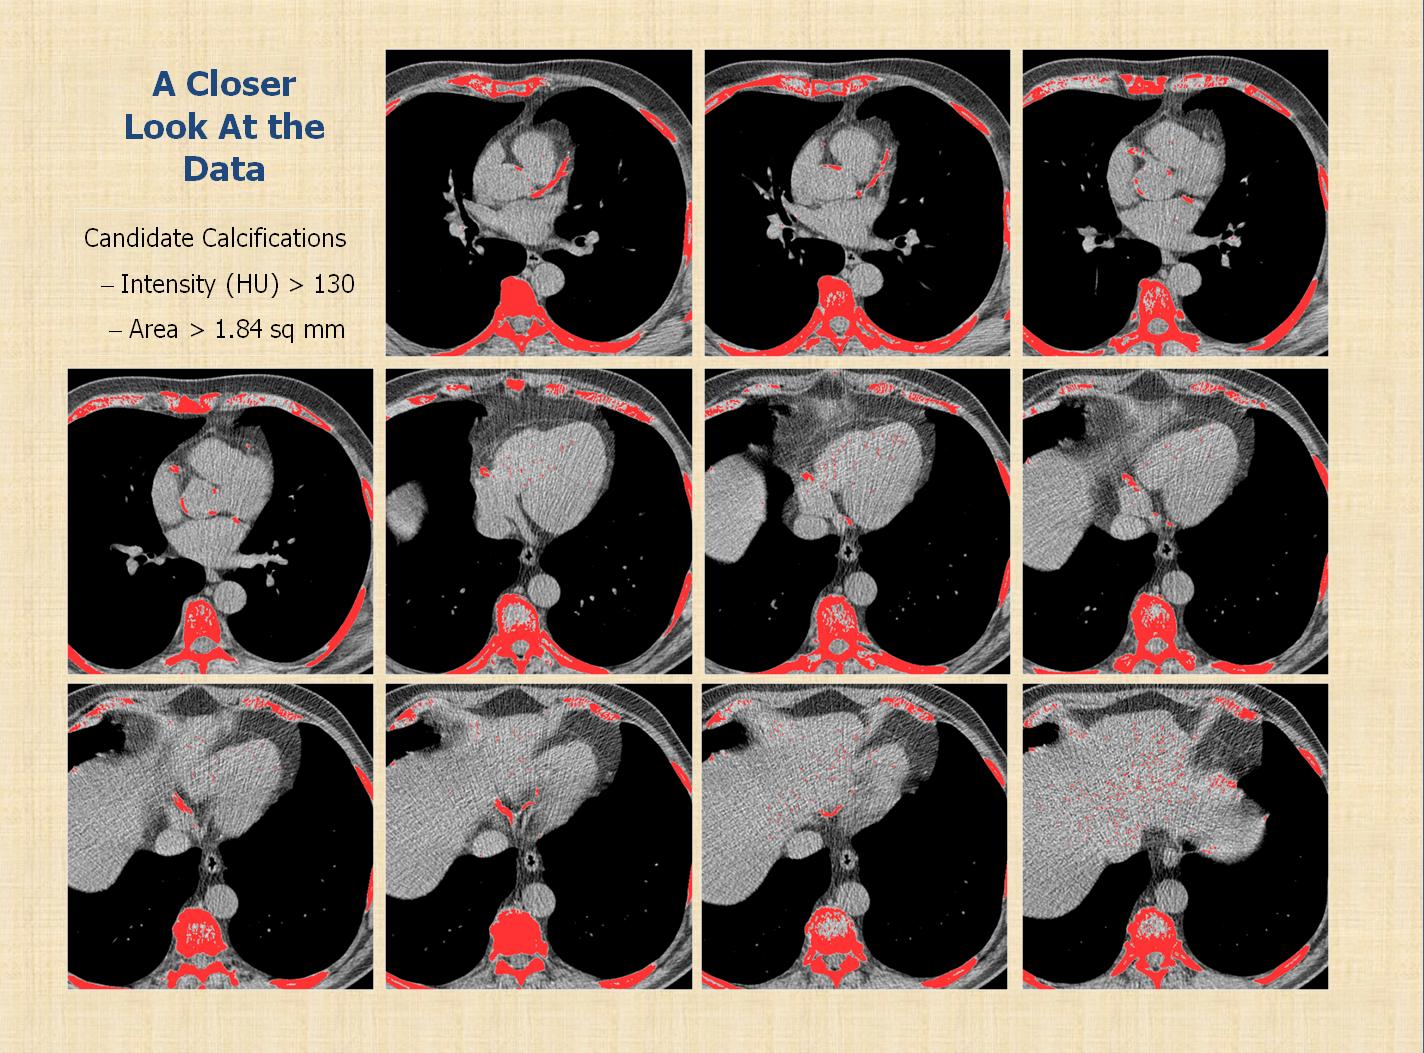 A Closer
Look At the
Data
Candidate Calcifications
– Intensity (HU) > 130
– Area > 1.84 sq mm